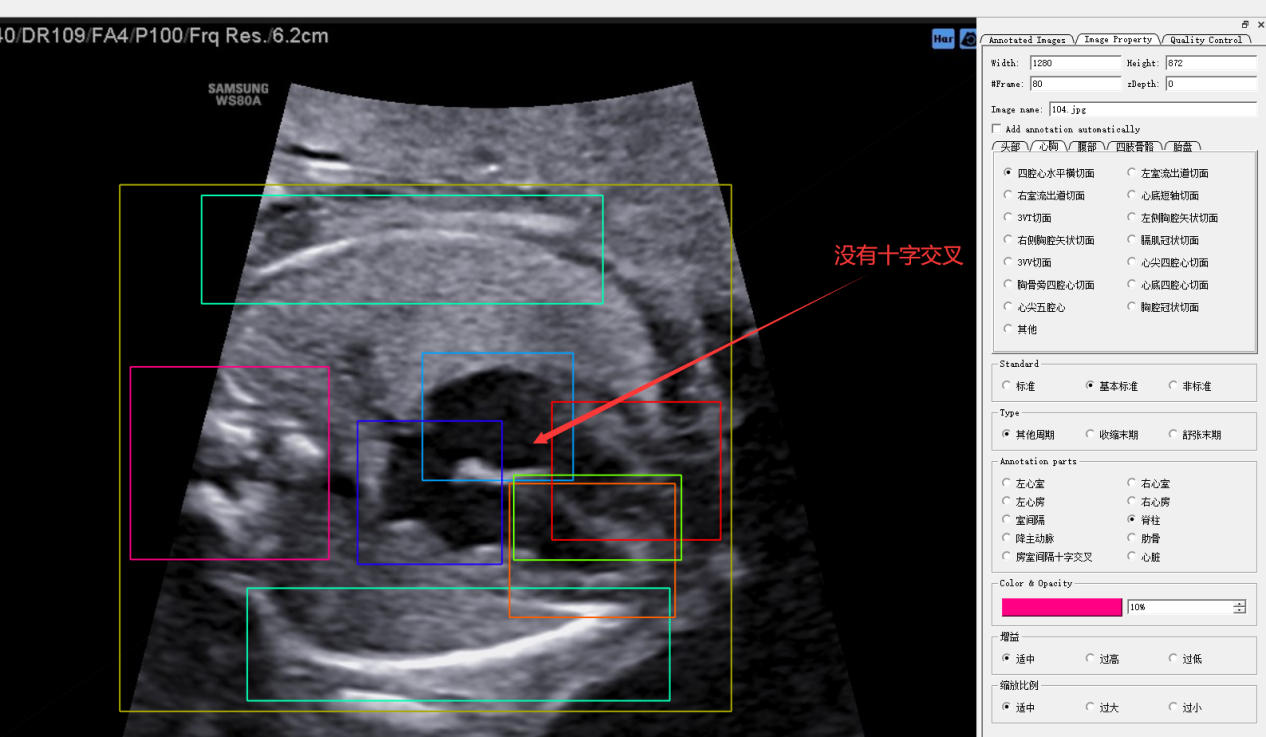 40/DR109/FA4/P100/Frq Res./6.2cm
Har
SAMSUNG
WS80A
没有十字交叉
Annotated Images Image Property Quality Control
Width: 1280 Height: 872
#Frame: 80 zDepth: 0
Image name: 104.jpg
Add annotation automatically
头部 心胸 腹部 四肢骨骼 胎盘
四腔心水平横切面 左室流出道切面
右室流出道切面 心底短轴切面
3VT切面 左侧胸腔矢状切面
右侧胸腔矢状切面 膈肌冠状切面
3VV切面 心尖四腔心切面
胸骨旁四腔心切面 心底四腔心切面
心尖五腔心 胸腔冠状切面
其他
Standard
标准 基本标准 非标准
Type
其他周期 收缩末期 舒张末期
Annotation parts
左心室 右心室
左心房 右心房
室间隔 脊柱
降主动脉 肋骨
房室间隔十字交叉 心脏
Color & Opacity
10%
增益
适中 过高 过低
缩放比例
适中 过大 过小